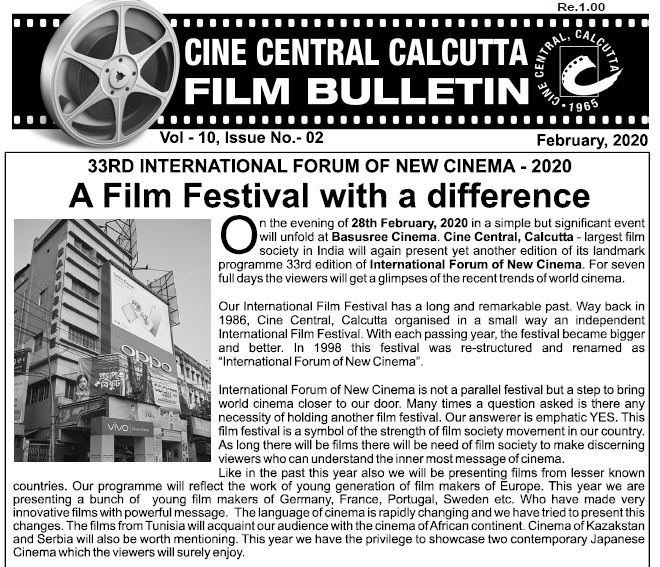 Re.1.00
CINE CENTRAL CALCUTTA
FILM BULLETIN
CINE CENTRAL, CALCUTTA
• 1965 •
Vol - 10, Issue No.- 02
February, 2020
33RD INTERNATIONAL FORUM OF NEW CINEMA - 2020
A Film Festival with a difference
On the evening of 28th February, 2020 in a simple but significant event
will unfold at Basusree Cinema. Cine Central, Calcutta - largest film
society in India will again present yet another edition of its landmark
programme 33rd edition of International Forum of New Cinema. For seven
full days the viewers will get a glimpses of the recent trends of world cinema.
Our International Film Festival has a long and remarkable past. Way back in
1986, Cine Central, Calcutta organised in a small way an independent
International Film Festival. With each passing year, the festival became bigger
and better. In 1998 this festival was re-structured and renamed as
“International Forum of New Cinema”.
International Forum of New Cinema is not a parallel festival but a step to bring
world cinema closer to our door. Many times a question asked is there any
necessity of holding another film festival. Our answerer is emphatic YES. This
film festival is a symbol of the strength of film society movement in our country.
As long there will be films there will be need of film society to make discerning
viewers who can understand the inner most message of cinema.
Like in the past this year also we will be presenting films from lesser known
countries. Our programme will reflect the work of young generation of film makers of Europe. This year we are
presenting a bunch of young film makers of Germany, France, Portugal, Sweden etc. Who have made very
innovative films with powerful message. The language of cinema is rapidly changing and we have tried to present this
changes. The films from Tunisia will acquaint our audience with the cinema of African continent. Cinema of Kazakstan
and Serbia will also be worth mentioning. This year we have the privilege to showcase two contemporary Japanese
Cinema which the viewers will surely enjoy.
oppo
vivo